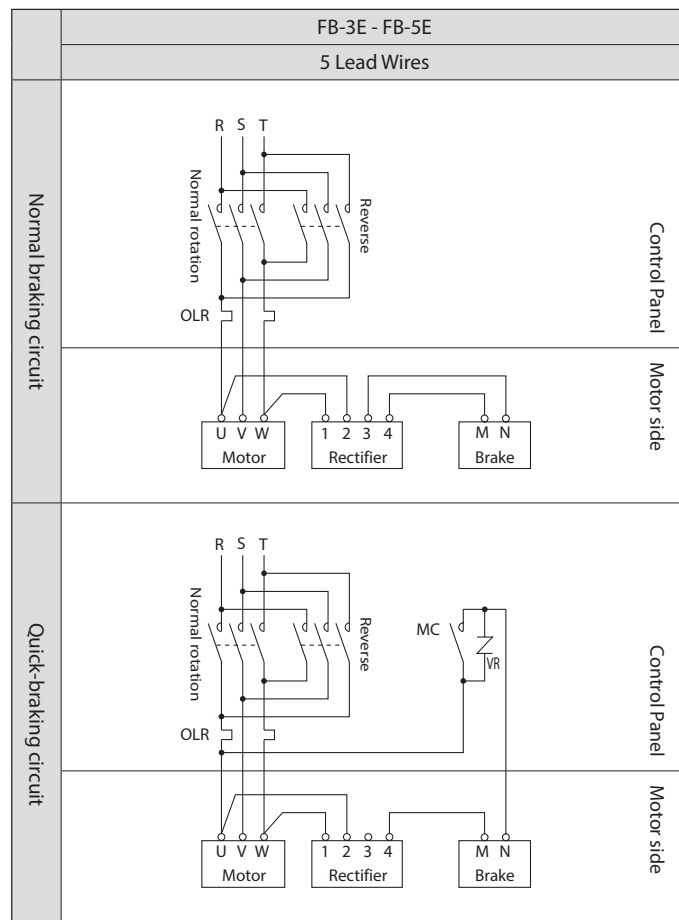 FB-3E - FB-5E
5 Lead Wires
Normal braking circuit
R S T
Normal rotation
Reverse
OLR
Control Panel
Motor side
U V W
Motor
1 2 3 4
Rectifier
M N
Brake
Quick-braking circuit
R S T
Normal rotation
Reverse
MC
VR
OLR
Control Panel
Motor side
U V W
Motor
1 2 3 4
Rectifier
M N
Brake